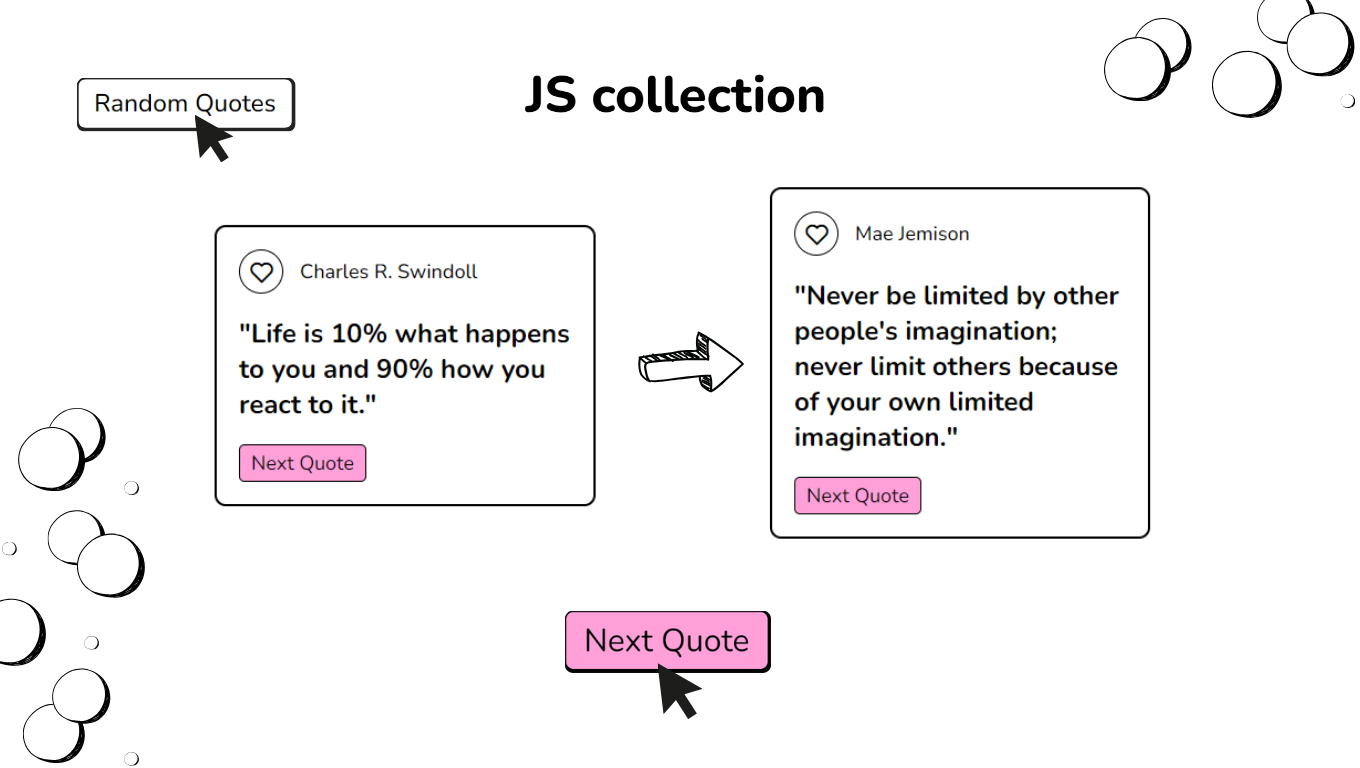 JS collection
Random Quotes
Charles R. Swindoll
"Life is 10% what happens
to you and 90% how you
react to it."
Next Quote
Mae Jemison
"Never be limited by other
people's imagination;
never limit others because
of your own limited
imagination."
Next Quote
Next Quote